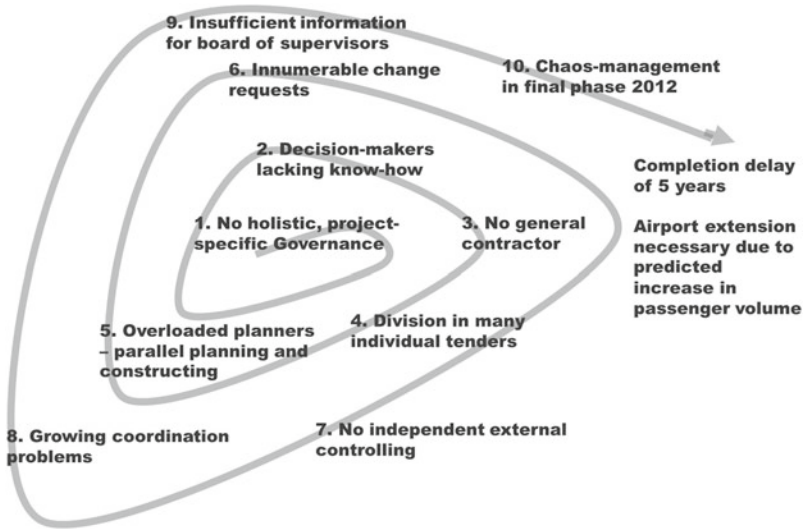 9. Insufficient information
for board of supervisors
6. Innumerable change
requests
10. Chaos-management
in final phase 2012
2. Decision-makers
lacking know-how
Completion delay
of 5 years
1. No holistic, project-
specific Governance
3. No general
contractor
Airport extension
necessary due to
predicted
increase in
passenger volume
5. Overloaded planners
– parallel planning and
constructing
4. Division in many
individual tenders
8. Growing coordination
problems
7. No independent external
controlling